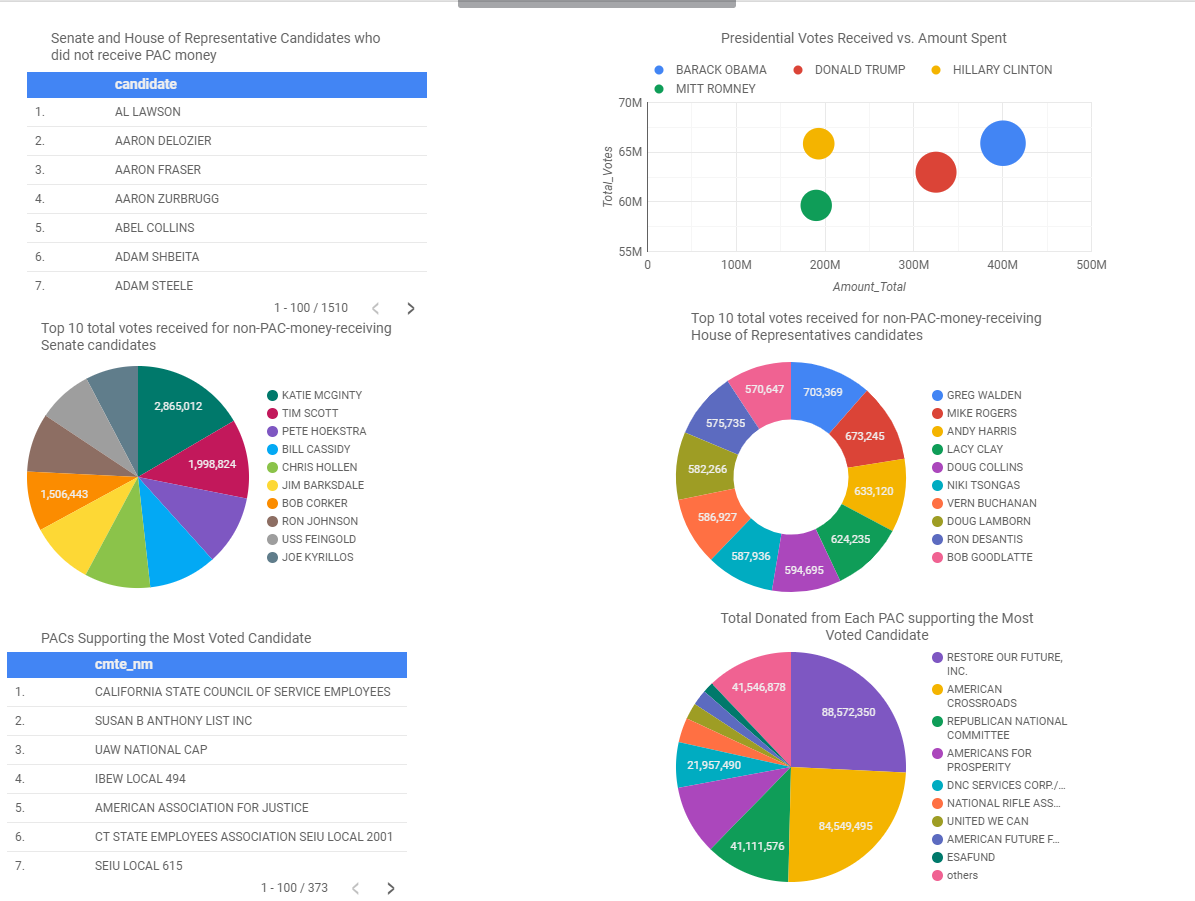 Senate and House of Representative Candidates who
did not receive PAC money
candidate
1. AL LAWSON
2. AARON DELOZIER
3. AARON FRASER
4. AARON ZURBRUGG
5. ABEL COLLINS
6. ADAM SHBEITA
7. ADAM STEELE
1 - 100 / 1510
Presidential Votes Received vs. Amount Spent
BARACK OBAMA DONALD TRUMP HILLARY CLINTON
MITT ROMNEY
Total_Votes
70M
65M
60M
55M
0 100M 200M 300M 400M 500M
Amount_Total
Top 10 total votes received for non-PAC-money-receiving
Senate candidates
2,865,012
1,998,824
1,506,443
KATIE MCGINTY
TIM SCOTT
PETE HOEKSTRA
BILL CASSIDY
CHRIS HOLLEN
JIM BARKSDALE
BOB CORKER
RON JOHNSON
USS FEINGOLD
JOE KYRILLOS
Top 10 total votes received for non-PAC-money-receiving
House of Representatives candidates
703,369
673,245
633,120
624,235
594,695
587,936
586,927
582,266
575,735
570,647
GREG WALDEN
MIKE ROGERS
ANDY HARRIS
LACY CLAY
DOUG COLLINS
NIKI TSONGAS
VERN BUCHANAN
DOUG LAMBORN
RON DESANTIS
BOB GOODLATTE
PACs Supporting the Most Voted Candidate
cmte_nm
1. CALIFORNIA STATE COUNCIL OF SERVICE EMPLOYEES
2. SUSAN B ANTHONY LIST INC
3. UAW NATIONAL CAP
4. IBEW LOCAL 494
5. AMERICAN ASSOCIATION FOR JUSTICE
6. CT STATE EMPLOYEES ASSOCIATION SEIU LOCAL 2001
7. SEIU LOCAL 615
1 - 100 / 373
Total Donated from Each PAC supporting the Most
Voted Candidate
88,572,350
84,549,495
41,111,576
21,957,490
41,546,878
RESTORE OUR FUTURE,
INC.
AMERICAN
CROSSROADS
REPUBLICAN NATIONAL
COMMITTEE
AMERICANS FOR
PROSPERITY
DNC SERVICES CORP./...
NATIONAL RIFLE ASS...
UNITED WE CAN
AMERICAN FUTURE F...
ESAFUND
others